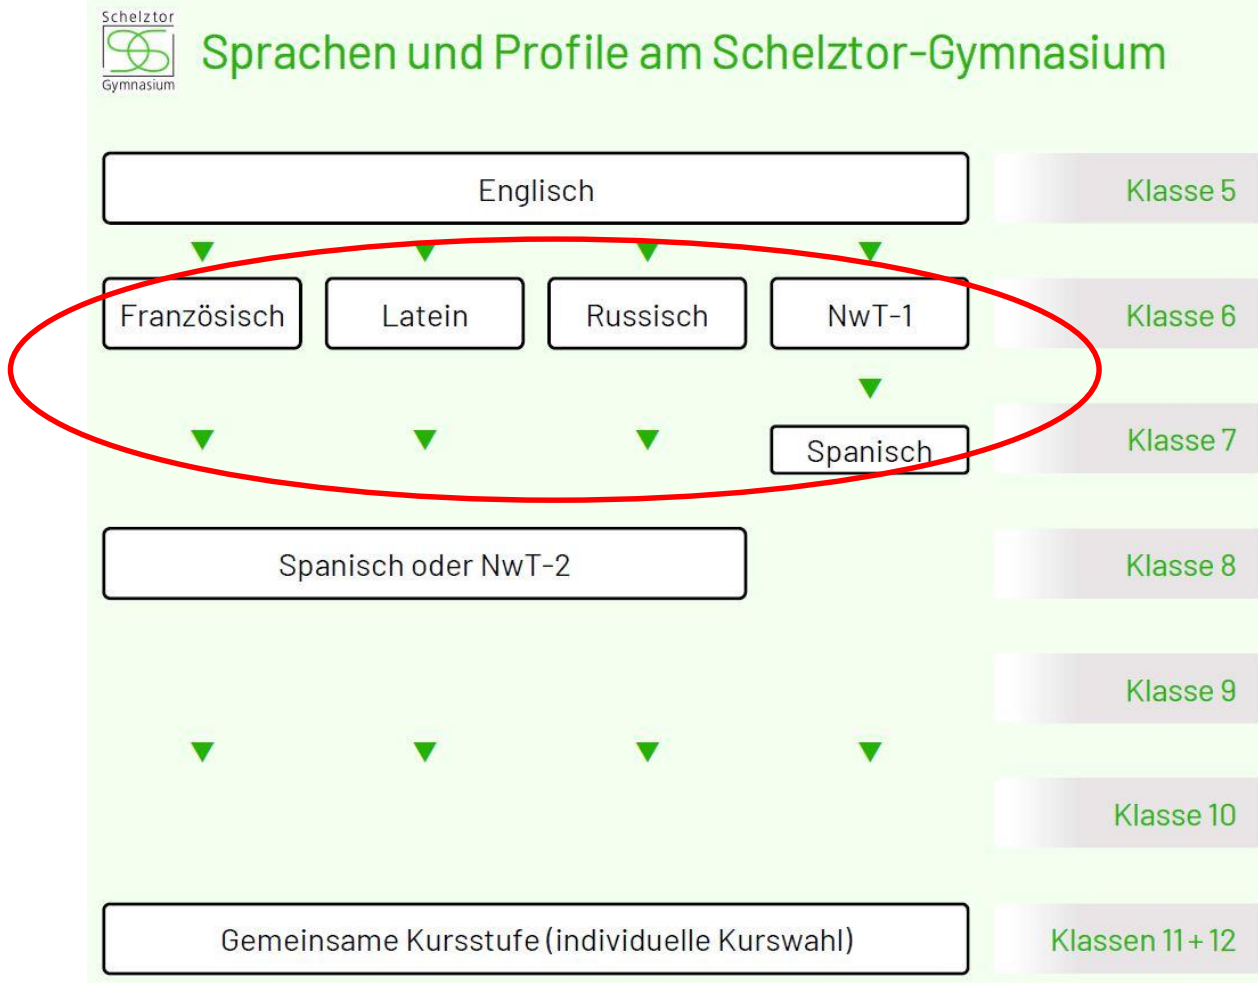 Schelztor
Gymnasium
Sprachen und Profile am Schelztor-Gymnasium
Englisch
Klasse 5
Französisch
Latein
Russisch
NwT-1
Klasse 6
Spanisch
Klasse 7
Spanisch oder NwT-2
Klasse 8
Klasse 9
Klasse 10
Gemeinsame Kursstufe (individuelle Kurswahl)
Klassen 11 + 12